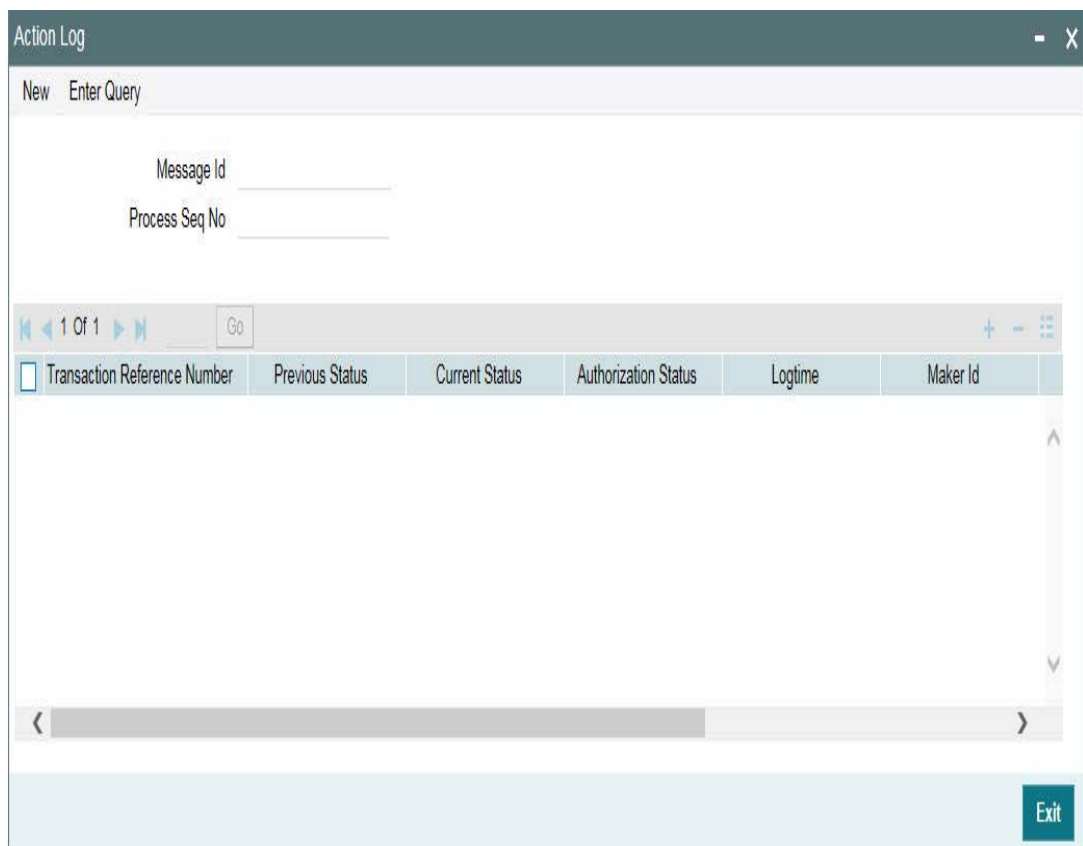 Action Log
New Enter Query
Message Id
Process Seq No
1 Of 1 Go
Transaction Reference Number Previous Status Current Status Authorization Status Logtime Maker Id
Exit